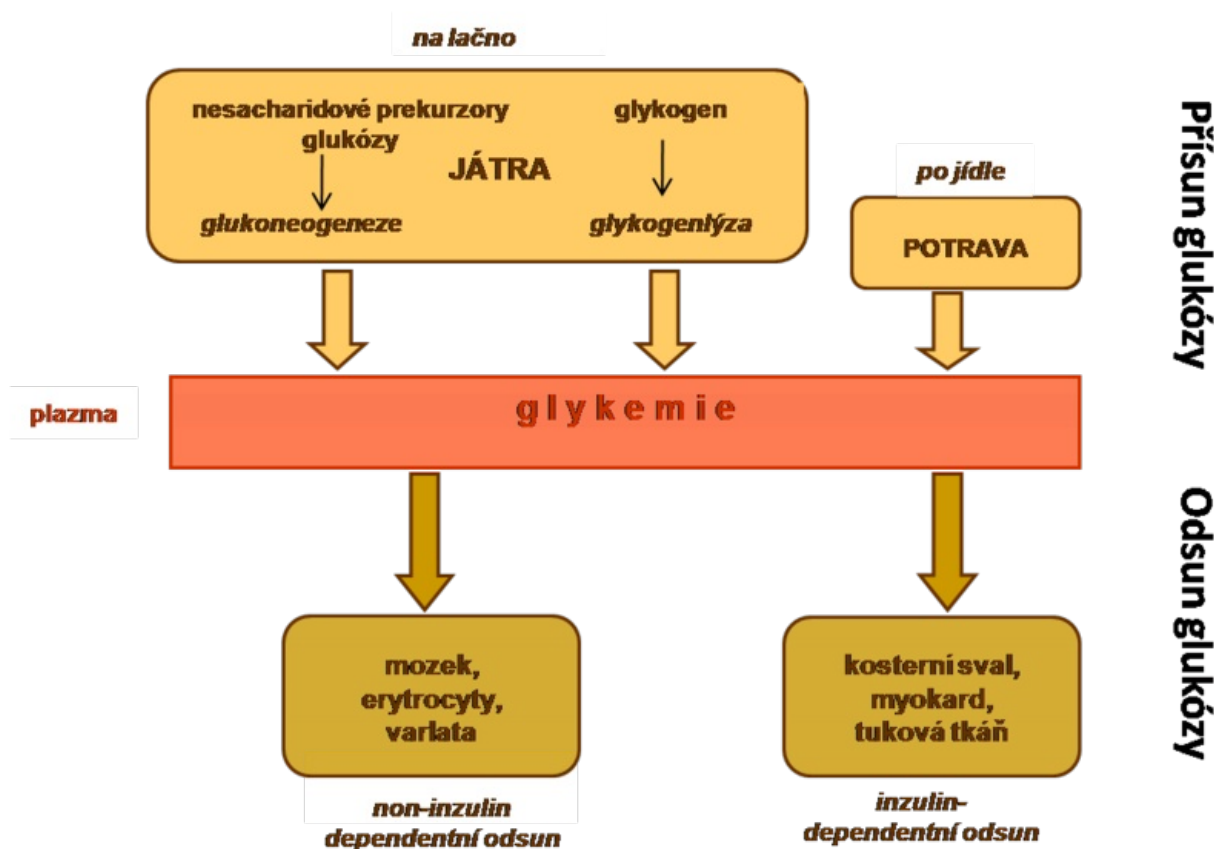 na lačno
nesacharidové prekurzory
glukózy
glykogen
JÁTRA
glukoneogeneze
glykogenlýza
po jídle
POTRAVA
Přísun glukózy
plazma
glykemie
Odsun glukózy
mozek,
erytrocyty,
varlata
non-inzulin
dependentní odsun
kosterní sval,
myokard,
tuková tkáň
inzulin-
dependentní odsun